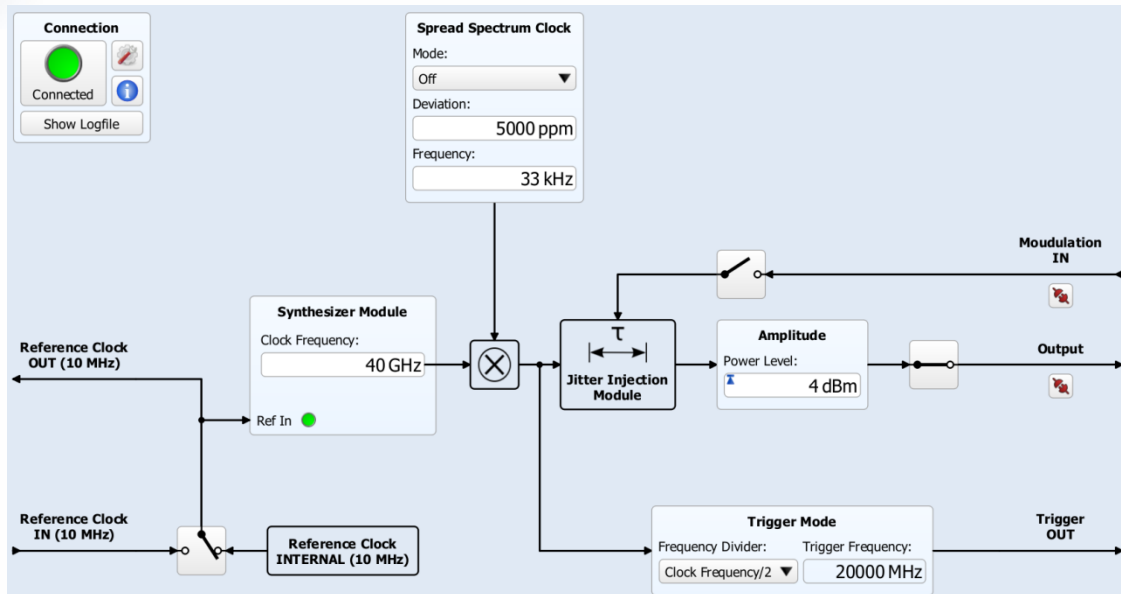 Connection
Connected
Show Logfile
Spread Spectrum Clock
Mode:
Off
Deviation:
5000 ppm
Frequency:
33 kHz
Moudulation
IN
Synthesizer Module
Clock Frequency:
40 GHz
Ref In
Reference Clock
OUT (10 MHz)
τ
Jitter Injection
Module
Amplitude
Power Level:
4 dBm
Output
Reference Clock
IN (10 MHz)
Reference Clock
INTERNAL (10 MHz)
Trigger Mode
Frequency Divider:
Clock Frequency/2
Trigger Frequency:
20000 MHz
Trigger
OUT